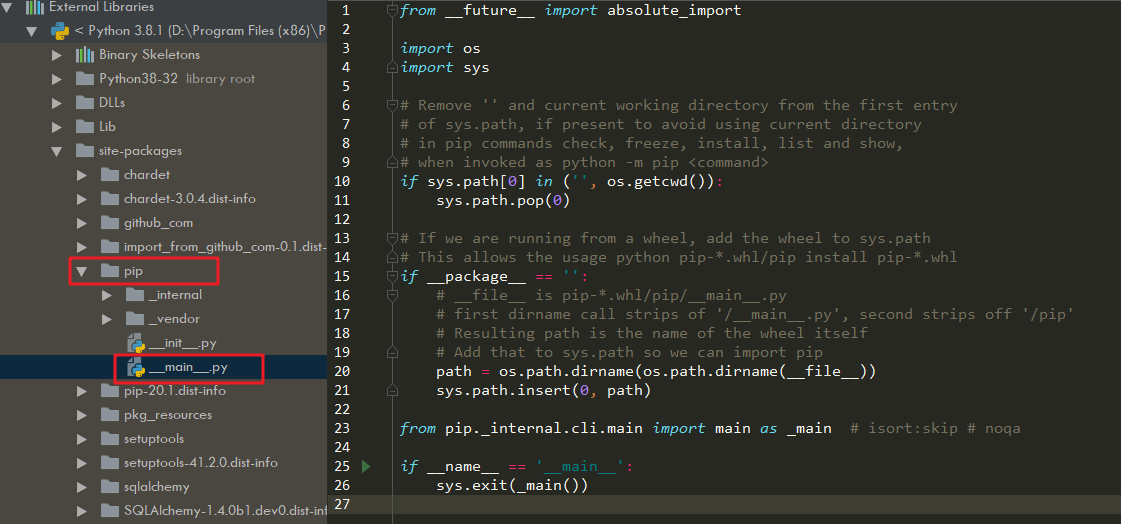 External Libraries
< Python 3.8.1 (D:\Program Files (x86)\P
Binary Skeletons
Python38-32 library root
DLLs
Lib
site-packages
chardet
chardet-3.0.4.dist-info
github_com
import_from_github_com-0.1.dist-
pip
_internal
_vendor
__init__.py
__main__.py
pip-20.1.dist-info
pkg_resources
setuptools
setuptools-41.2.0.dist-info
sqlalchemy
SQLAlchemy-1.4.0b1.dev0.dist-inf
1 from __future__ import absolute_import
2
3 import os
4 import sys
5
6 # Remove '' and current working directory from the first entry
7 # of sys.path, if present to avoid using current directory
8 # in pip commands check, freeze, install, list and show,
9 # when invoked as python -m pip <command>
10 if sys.path[0] in ('', os.getcwd()):
11     sys.path.pop(0)
12
13 # If we are running from a wheel, add the wheel to sys.path
14 # This allows the usage python pip-*.whl/pip install pip-*.whl
15 if __package__ == '':
16     # __file__ is pip-*.whl/pip/__main__.py
17     # first dirname call strips of '/__main__.py', second strips off '/pip'
18     # Resulting path is the name of the wheel itself
19     # Add that to sys.path so we can import pip
20     path = os.path.dirname(os.path.dirname(__file__))
21     sys.path.insert(0, path)
22
23 from pip._internal.cli.main import main as _main  # isort:skip # noqa
24
25 if __name__ == '__main__':
26     sys.exit(_main())
27